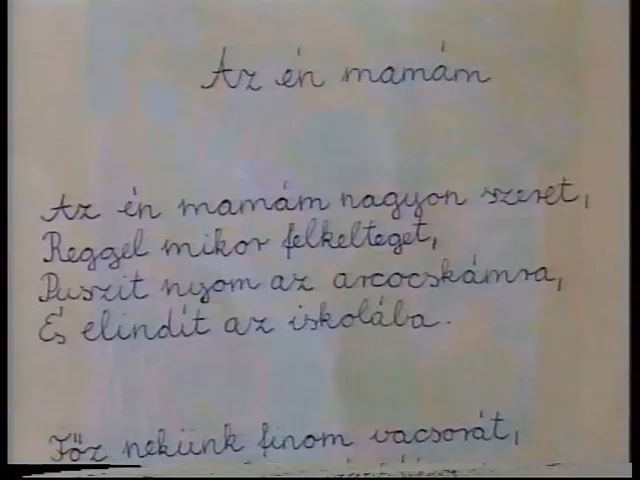 Az én mamám
Az én mamám nagyon szeret,
Reggel mikor felkelteget,
Puszit nyom az arcocskámra,
És elindít az iskolába.
Főz nekünk finom vacsorát,